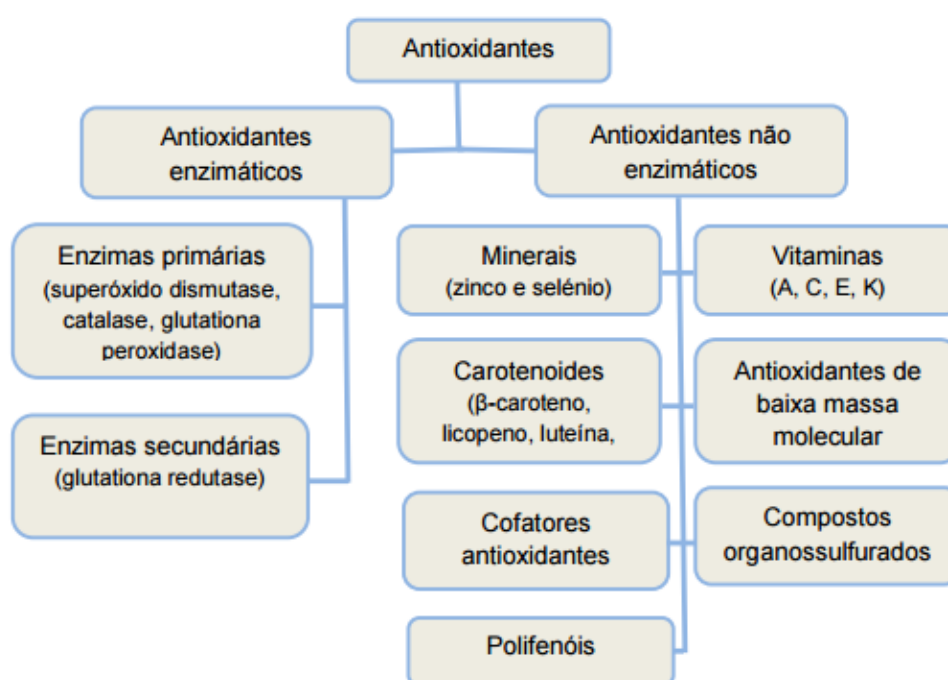 Antioxidantes
Antioxidantes
enzimáticos
Antioxidantes não
enzimáticos
Enzimas primárias
(superóxido dismutase,
catalase, glutationa
peroxidase)
Enzimas secundárias
(glutationa redutase)
Minerais
(zinco e selénio)
Vitaminas
(A, C, E, K)
Carotenoides
(β-caroteno,
licopeno, luteína,
Antioxidantes de
baixa massa
molecular
Cofatores
antioxidantes
Compostos
organossulfurados
Polifenóis